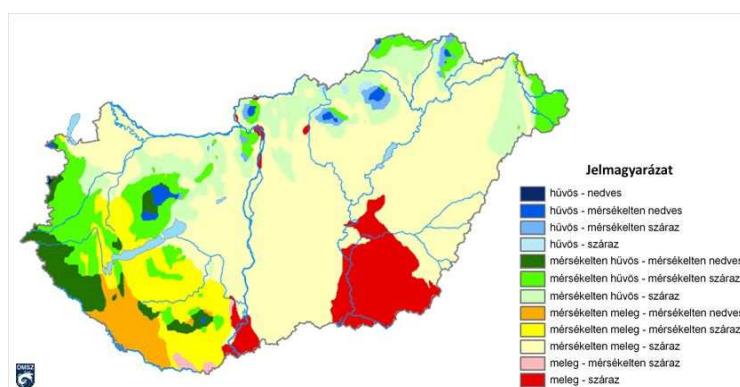 Jelmagyarázat
hűvös - nedves
hűvös - mérsékelten nedves
hűvös - mérsékelten száraz
hűvös - száraz
mérsékelten hűvös - mérsékelten nedves
mérsékelten hűvös - mérsékelten száraz
mérsékelten hűvös - száraz
mérsékelten meleg - mérsékelten nedves
mérsékelten meleg - mérsékelten száraz
mérsékelten meleg - száraz
meleg - mérsékelten száraz
meleg - száraz
OMSZ